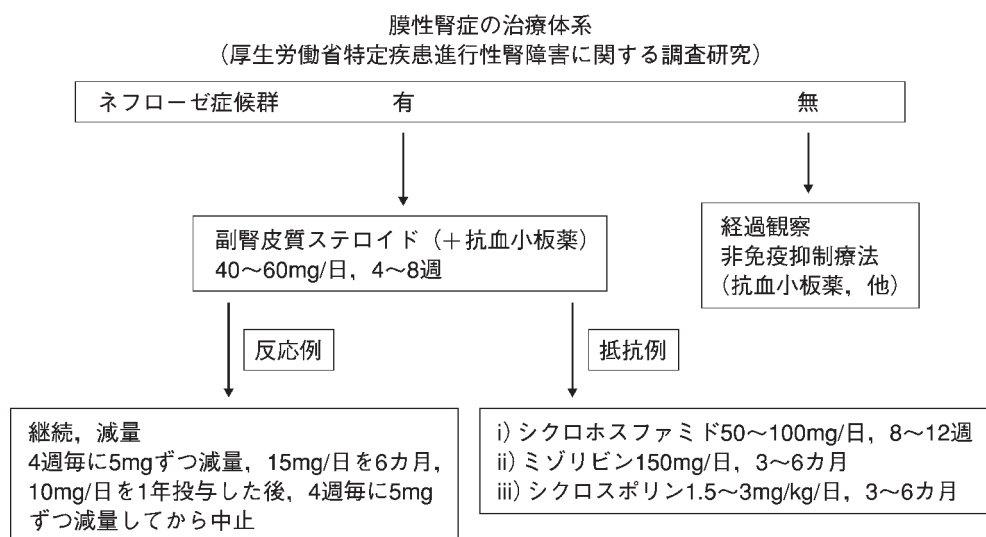 膜性腎症の治療体系
（厚生労働省特定疾患進行性腎障害に関する調査研究）
ネフローゼ症候群 有 無
副腎皮質ステロイド（＋抗血小板薬）
40〜60mg/日，4〜8週
経過観察
非免疫抑制療法
（抗血小板薬，他）
反応例
抵抗例
継続，減量
4週毎に5mgずつ減量，15mg/日を6カ月，
10mg/日を1年投与した後，4週毎に5mg
ずつ減量してから中止
i) シクロホスファミド50〜100mg/日，8〜12週
ii) ミゾリビン150mg/日，3〜6カ月
iii) シクロスポリン1.5〜3mg/kg/日，3〜6カ月